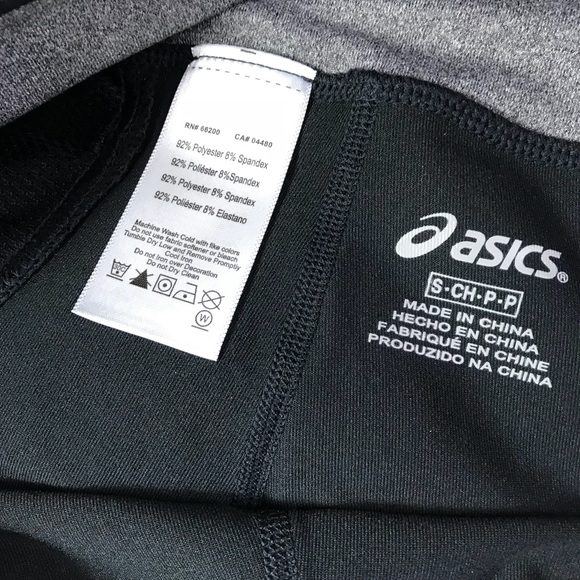 RN# 66200 CA# 04480
92% Polyester 8% Spandex
92% Poliéster 8%Spandex
92% Polyester 8% Spandex
92% Poliéster 8% Elastano
Machine Wash Cold with like colors
Do not use fabric softener or bleach
Tumble Dry Low and Remove Promptly
Cool Iron
Do not Iron over Decoration
Do not Dry Clean
W
asics®
S-CH-P-P
MADE IN CHINA
HECHO EN CHINA
FABRIQUÉ EN CHINE
PRODUZIDO NA CHINA